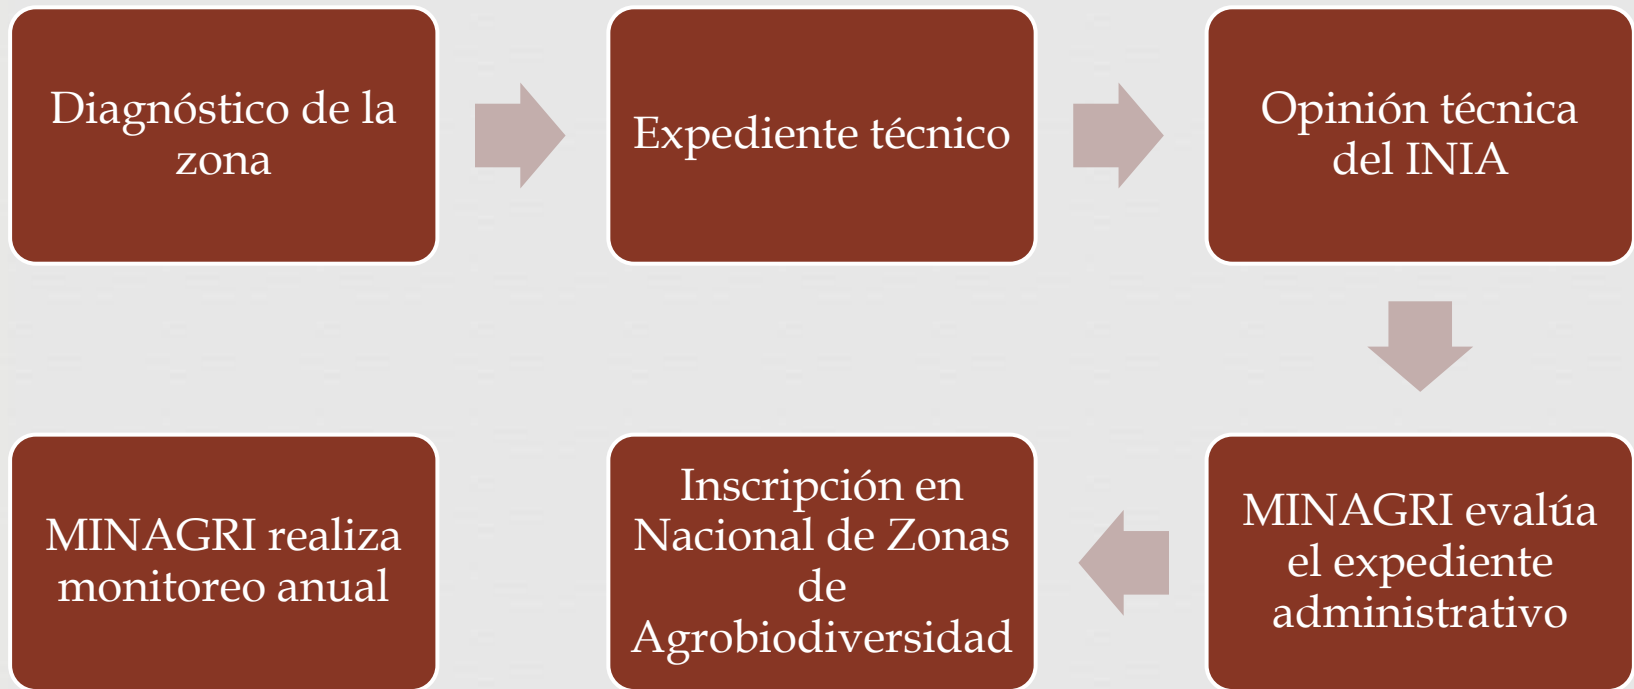 Diagnóstico de la
zona
Expediente técnico
Opinión técnica
del INIA
MINAGRI evalúa
el expediente
administrativo
Inscripción en
Nacional de Zonas
de
Agrobiodiversidad
MINAGRI realiza
monitoreo anual